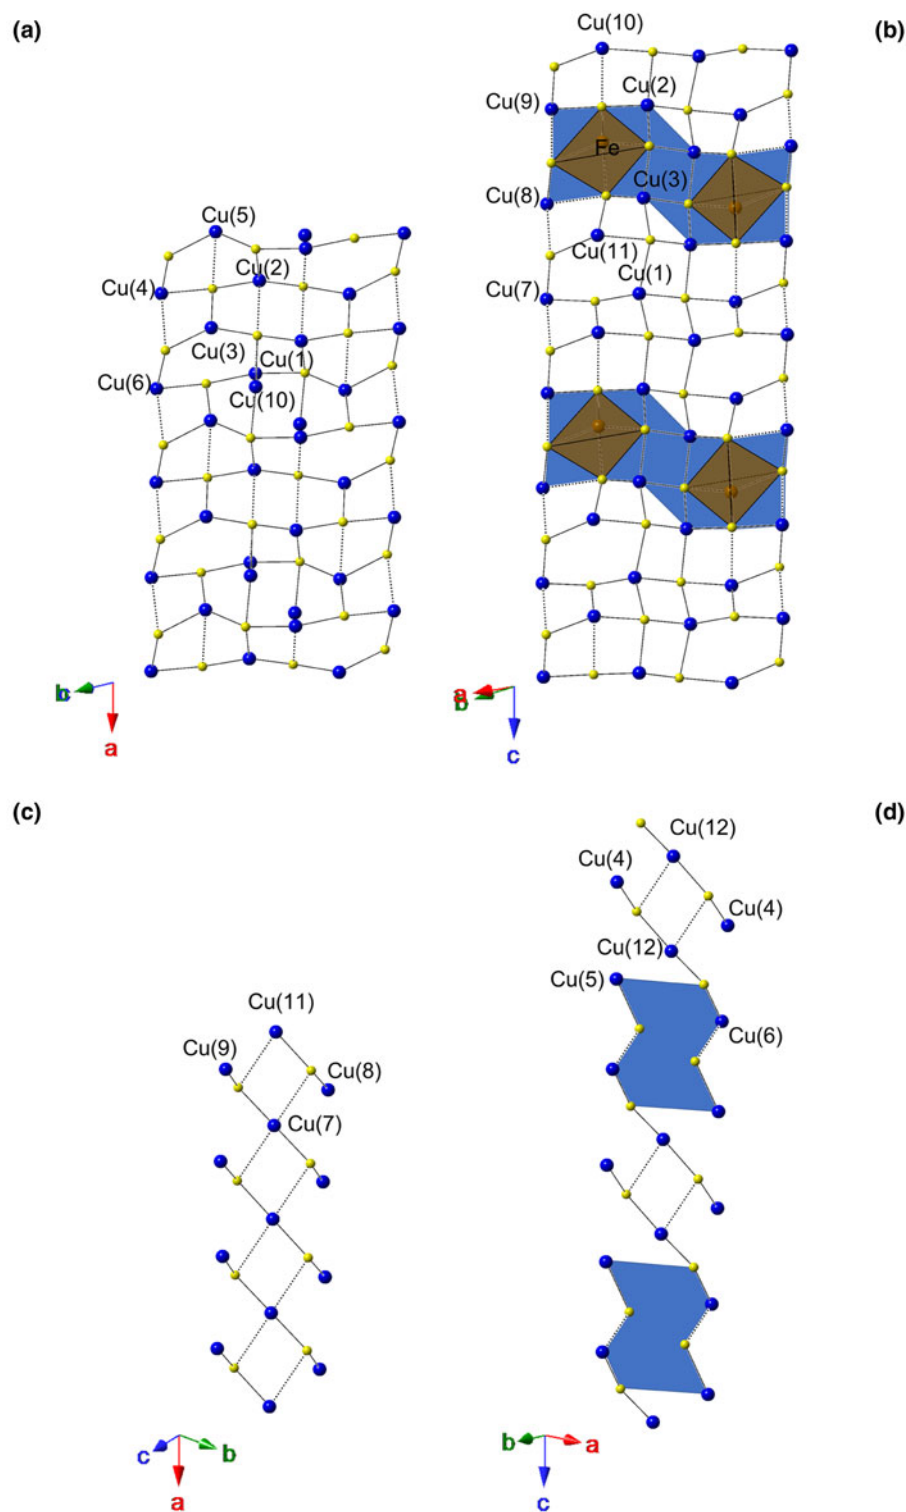 (a)
Cu(10)
(b)
Cu(2)
Cu(9)
Fe
Cu(3)
Cu(8)
Cu(5)
Cu(11)
Cu(2)
Cu(1)
Cu(4)
Cu(7)
Cu(3)
Cu(1)
Cu(6)
Cu(10)
b
c
a
a
b
c
(c)
(d)
Cu(12)
Cu(4)
Cu(4)
Cu(12)
Cu(5)
Cu(11)
Cu(6)
Cu(9)
Cu(8)
Cu(7)
c
b
a
b
a
c